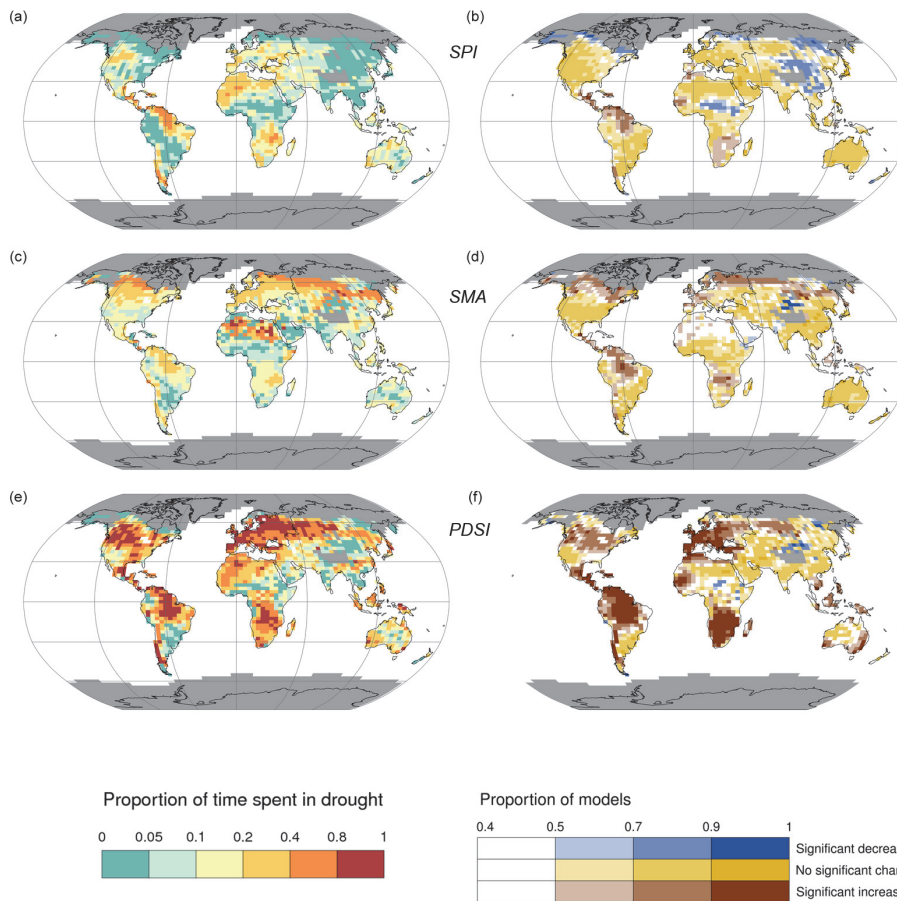 (a)
(b)
SPI
(c)
(d)
SMA
(e)
(f)
PDSI
Proportion of time spent in drought
0 0.05 0.1 0.2 0.4 0.8 1
Proportion of models
0.4 0.5 0.7 0.9 1
Significant decrea
No significant chan
Significant increas